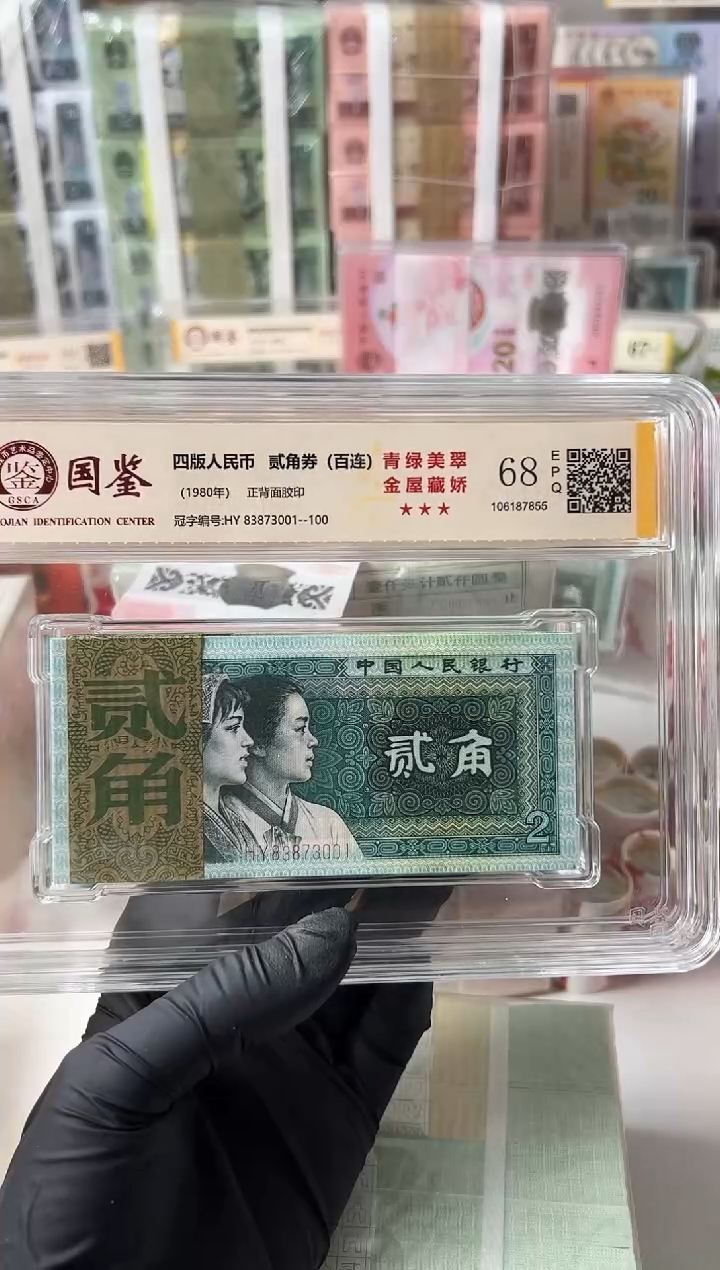 国鉴
GSCA
OJIAN IDENTIFICATION CENTER
四版人民币 贰角券（百连）
（1980年） 正背面胶印
冠字编号:HY 83873001--100
青绿美翠
金屋藏娇
★★★
68
EPQ
106187855
中国人民银行
贰角
贰角
2
HY83873001
20
67